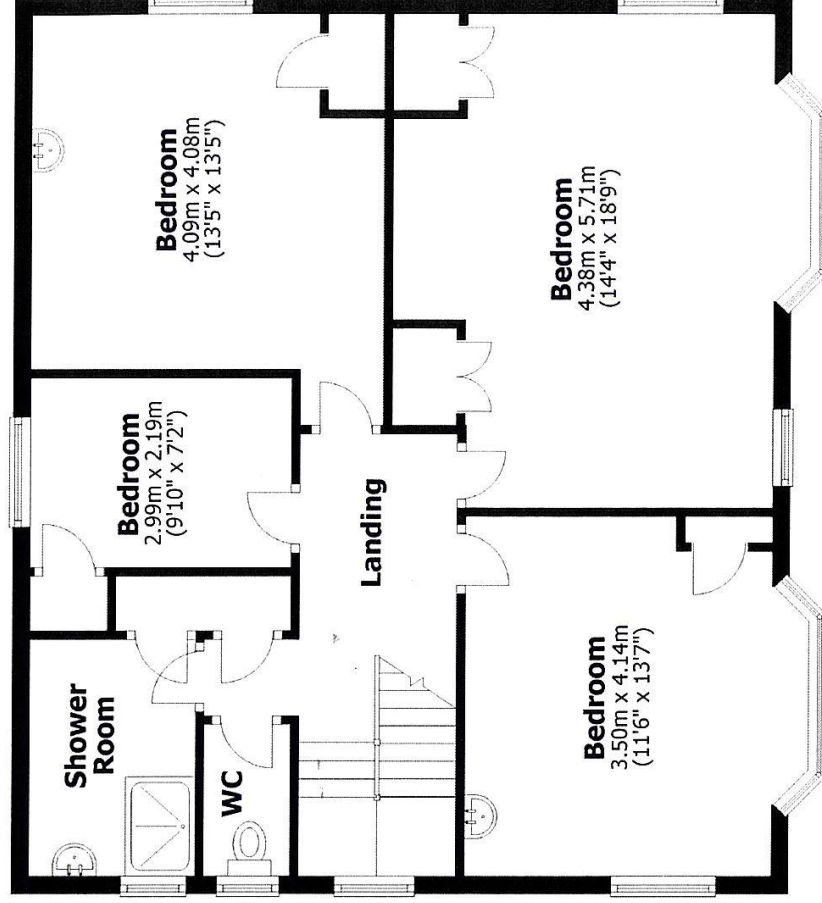 Bedroom
4.09m x 4.08m
(13'5" x 13'5")
Bedroom
4.38m x 5.71m
(14'4" x 18'9")
Bedroom
2.99m x 2.19m
(9'10" x 7'2")
Landing
Shower
Room
WC
Bedroom
3.50m x 4.14m
(11'6" x 13'7")